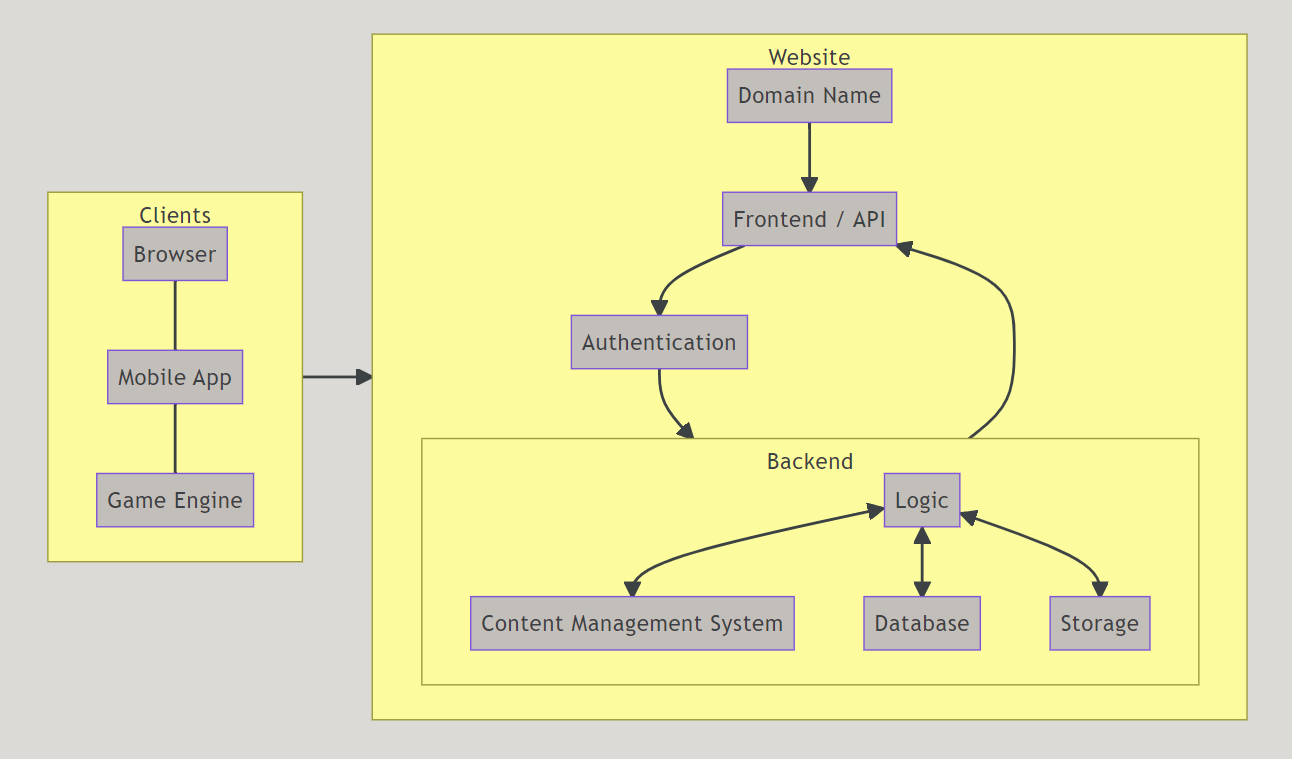 Clients
Browser
Mobile App
Game Engine
Website
Domain Name
Frontend / API
Authentication
Backend
Logic
Content Management System
Database
Storage